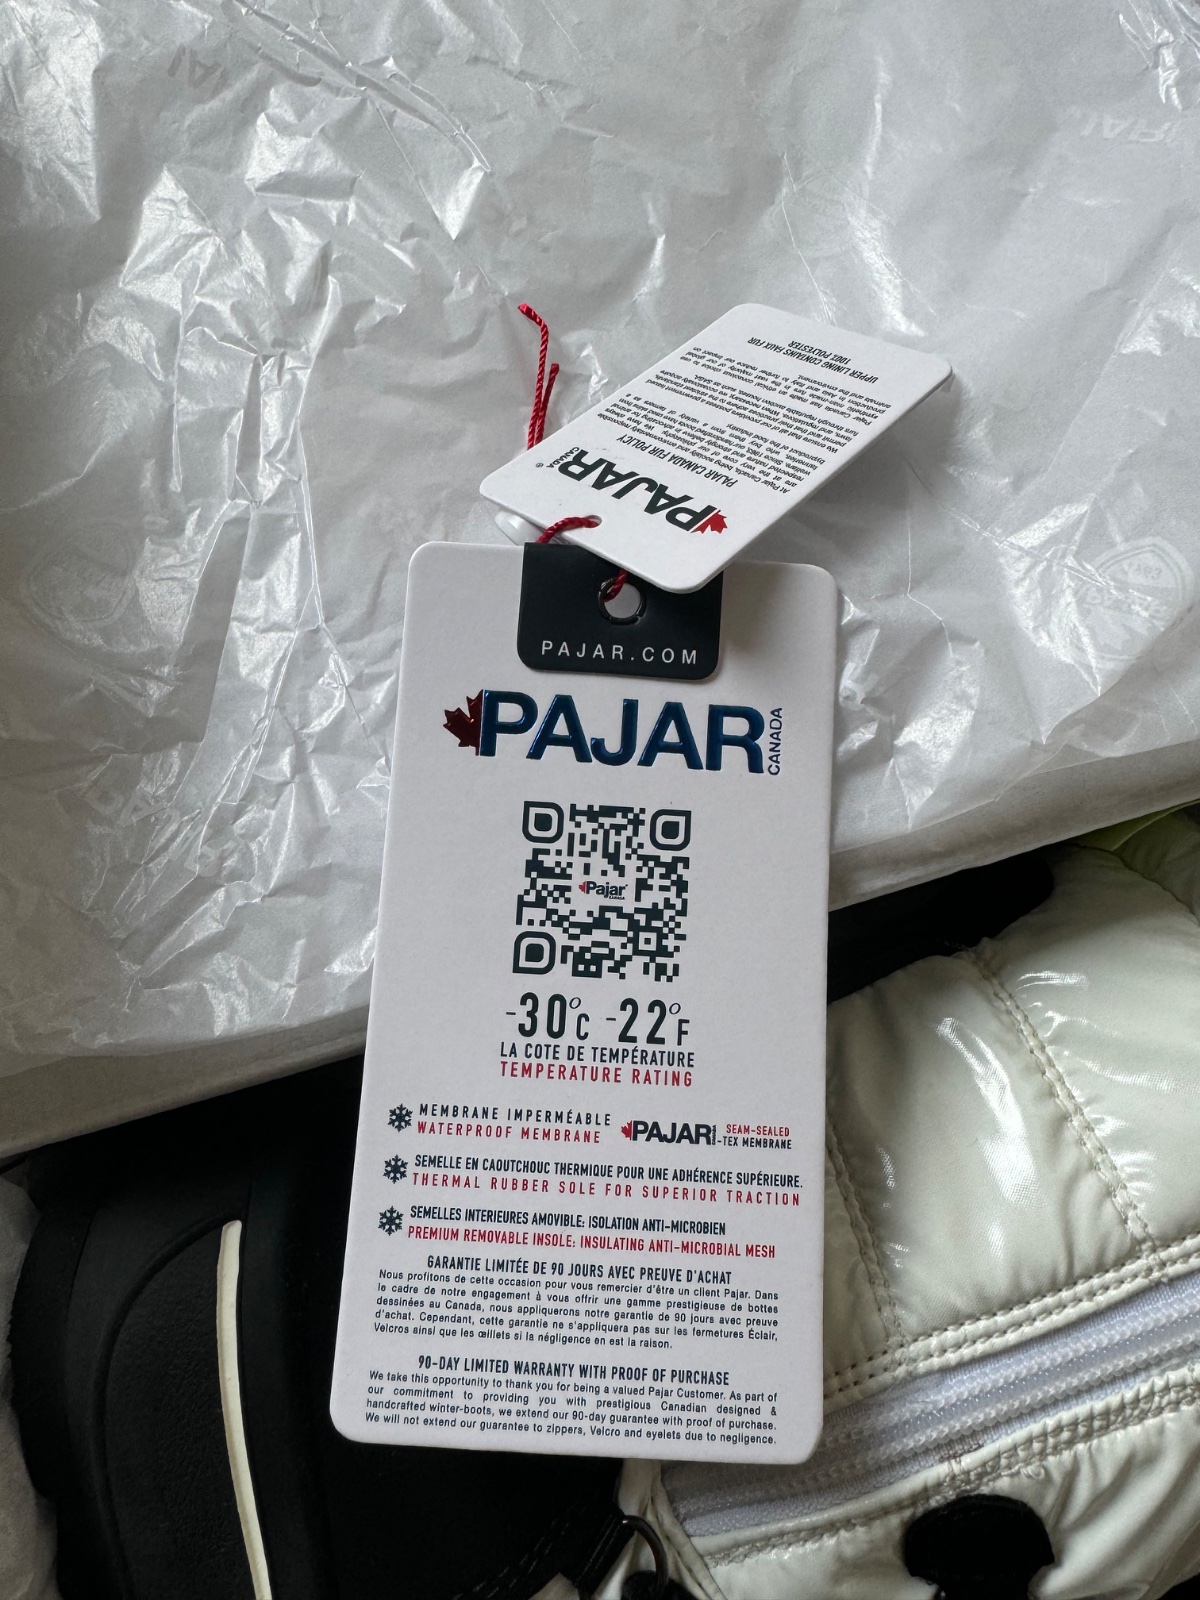 UPPER LINING CONTAINS FAUX FUR
100% POLYESTER
PAJAR CANADA FUR POLICY
PAJAR
CANADA
PAJAR.COM
PAJAR CANADA
Pajar
CANADA
-30°C -22°F
LA COTE DE TEMPÉRATURE
TEMPERATURE RATING
MEMBRANE IMPERMÉABLE
WATERPROOF MEMBRANE
PAJAR SEAM-SEALED
-TEX MEMBRANE
SEMELLE EN CAOUTCHOUC THERMIQUE POUR UNE ADHÉRENCE SUPÉRIEURE.
THERMAL RUBBER SOLE FOR SUPERIOR TRACTION
SEMELLES INTERIEURES AMOVIBLE: ISOLATION ANTI-MICROBIEN
PREMIUM REMOVABLE INSOLE: INSULATING ANTI-MICROBIAL MESH
GARANTIE LIMITÉE DE 90 JOURS AVEC PREUVE D'ACHAT
Nous profitons de cette occasion pour vous remercier d'être un client Pajar. Dans
le cadre de notre engagement à vous offrir une gamme prestigieuse de bottes
dessinées au Canada, nous appliquerons notre garantie de 90 jours avec preuve
d'achat. Cependant, cette garantie ne s'appliquera pas sur les fermetures Éclair,
Velcros ainsi que les œillets si la négligence en est la raison.
90-DAY LIMITED WARRANTY WITH PROOF OF PURCHASE
We take this opportunity to thank you for being a valued Pajar Customer. As part of
our commitment to providing you with prestigious Canadian designed &
handcrafted winter-boots, we extend our 90-day guarantee with proof of purchase.
We will not extend our guarantee to zippers, Velcro and eyelets due to negligence.